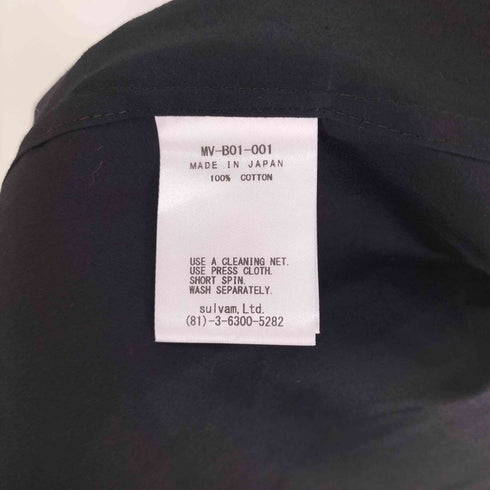 MV-B01-001
MADE IN JAPAN
100% COTTON
USE A CLEANING NET.
USE PRESS CLOTH.
SHORT SPIN.
WASH SEPARATELY.
sulvam,Ltd.
(81)-3-6300-5282